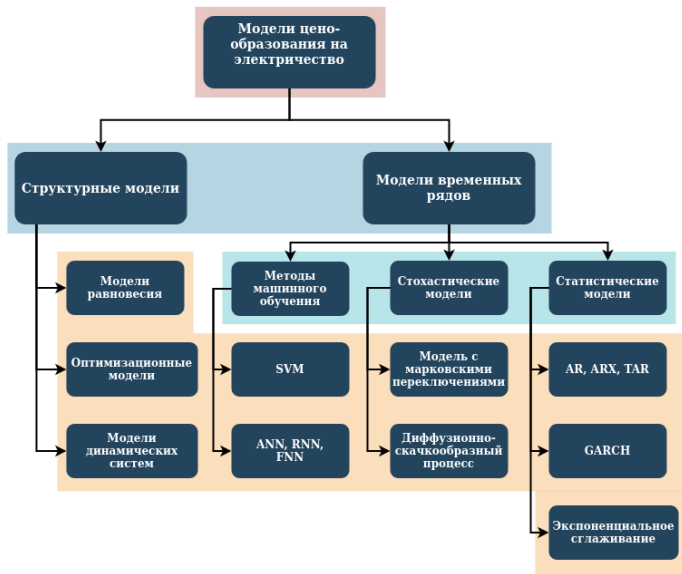 Модели цено-
образования на
электричество
Структурные модели
Модели временных
рядов
Модели
равновесия
Методы
машинного
обучения
Стохастические
модели
Статистические
модели
Оптимизационные
модели
SVM
Модель с
марковскими
переключениями
AR, ARX, TAR
Модели
динамических
систем
ANN, RNN,
FNN
Диффузионно-
скачкообразный
процесс
GARCH
Экспоненциальное
сглаживание